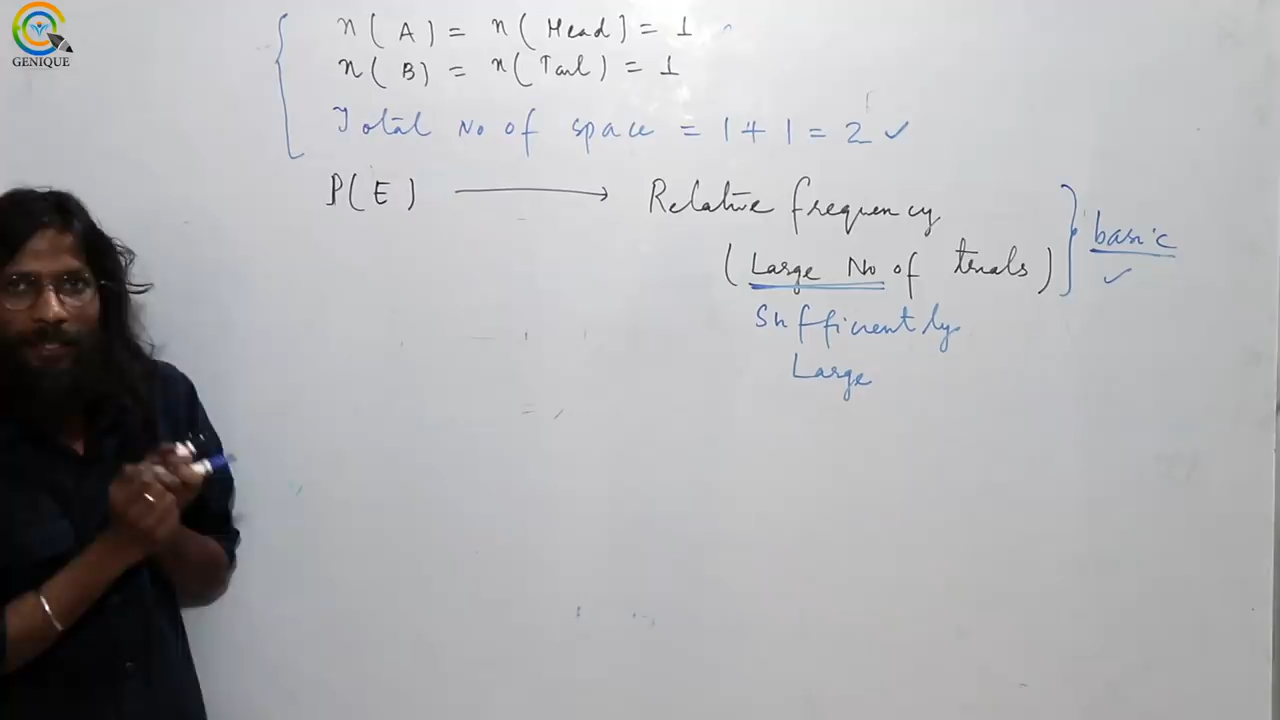 GENIQUE
n(A) = n(Head) = 1
n(B) = n(Tail) = 1
Total No of space = 1 + 1 = 2 ✓
P(E) ⟶ Relative frequency
(Large No of trials) } basic ✓
Sufficiently
Large